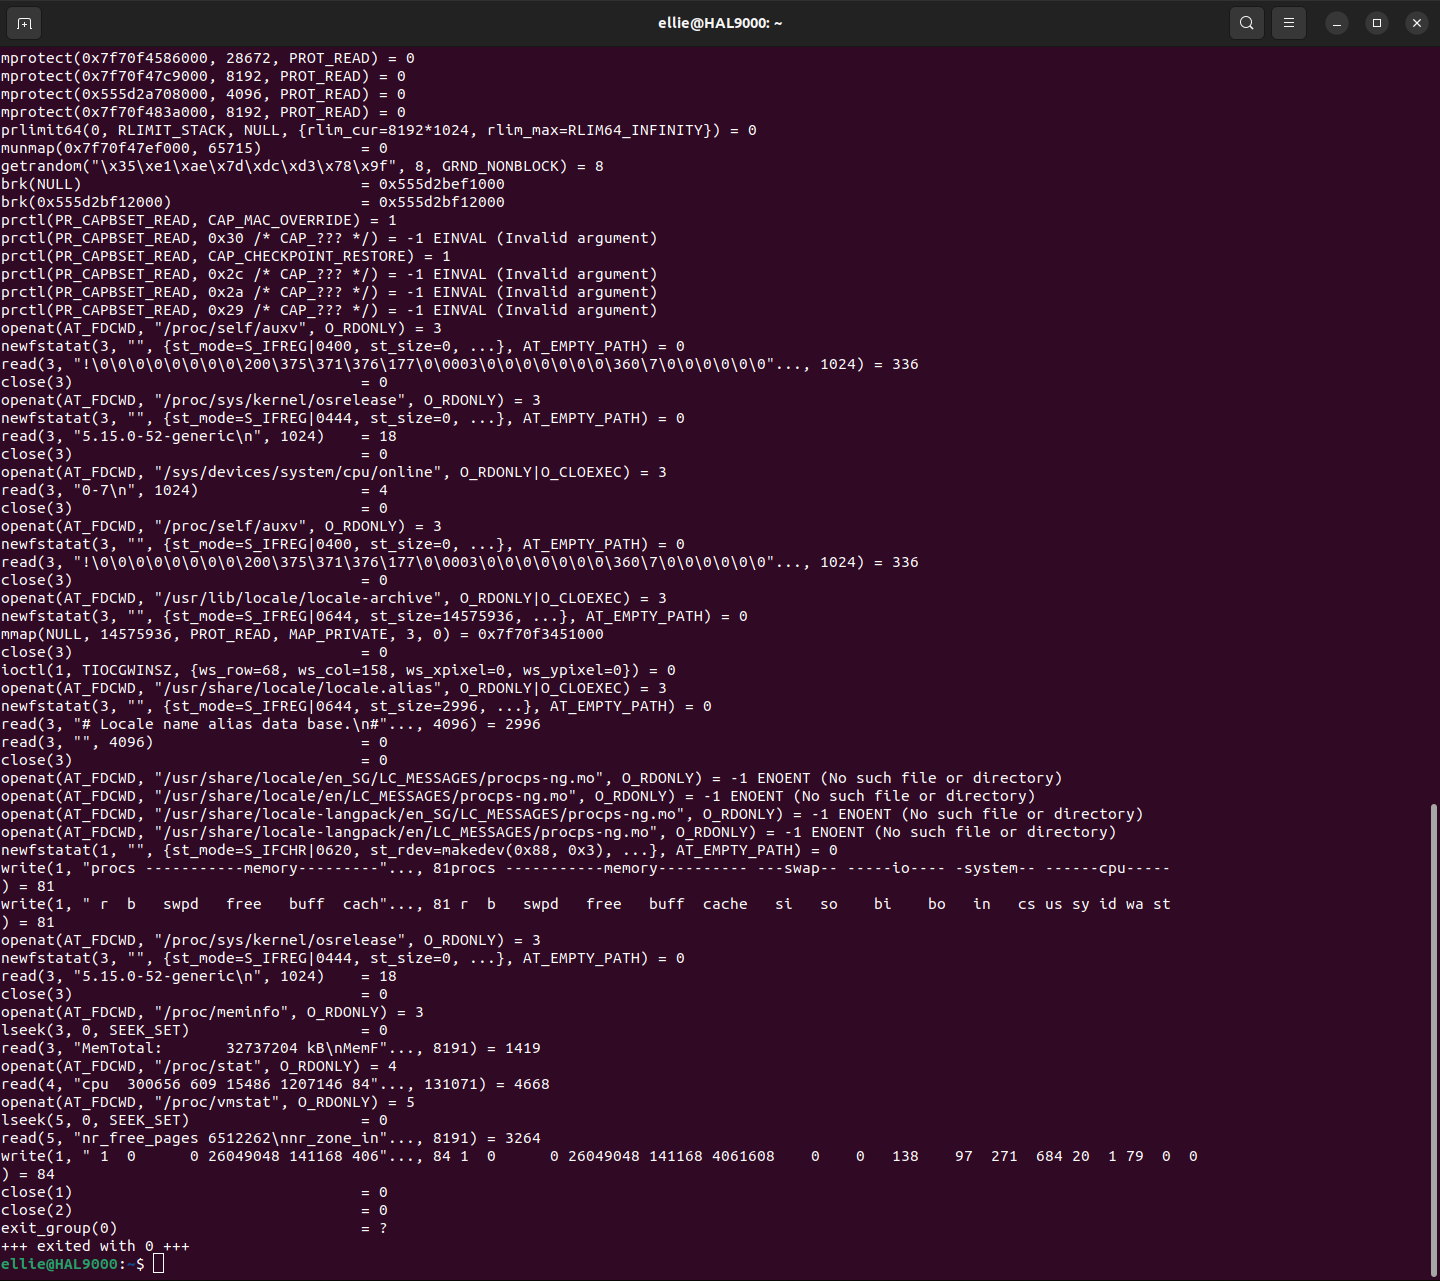 ellie@HAL9000: ~
mprotect(0x7f70f4586000, 28672, PROT_READ) = 0
mprotect(0x7f70f47c9000, 8192, PROT_READ) = 0
mprotect(0x555d2a708000, 4096, PROT_READ) = 0
mprotect(0x7f70f483a000, 8192, PROT_READ) = 0
prlimit64(0, RLIMIT_STACK, NULL, {rlim_cur=8192*1024, rlim_max=RLIM64_INFINITY}) = 0
munmap(0x7f70f47ef000, 65715)           = 0
getrandom("\x35\xe1\xae\x7d\xdc\xd3\x78\x9f", 8, GRND_NONBLOCK) = 8
brk(NULL)                               = 0x555d2bef1000
brk(0x555d2bf12000)                     = 0x555d2bf12000
prctl(PR_CAPBSET_READ, CAP_MAC_OVERRIDE) = 1
prctl(PR_CAPBSET_READ, 0x30 /* CAP_??? */) = -1 EINVAL (Invalid argument)
prctl(PR_CAPBSET_READ, CAP_CHECKPOINT_RESTORE) = 1
prctl(PR_CAPBSET_READ, 0x2c /* CAP_??? */) = -1 EINVAL (Invalid argument)
prctl(PR_CAPBSET_READ, 0x2a /* CAP_??? */) = -1 EINVAL (Invalid argument)
prctl(PR_CAPBSET_READ, 0x29 /* CAP_??? */) = -1 EINVAL (Invalid argument)
openat(AT_FDCWD, "/proc/self/auxv", O_RDONLY) = 3
newfstatat(3, "", {st_mode=S_IFREG|0400, st_size=0, ...}, AT_EMPTY_PATH) = 0
read(3, "!\0\0\0\0\0\0\0\0\200\375\371\376\177\0\0003\0\0\0\0\0\0\0\360\7\0\0\0\0\0\0"..., 1024) = 336
close(3)                                = 0
openat(AT_FDCWD, "/proc/sys/kernel/osrelease", O_RDONLY) = 3
newfstatat(3, "", {st_mode=S_IFREG|0444, st_size=0, ...}, AT_EMPTY_PATH) = 0
read(3, "5.15.0-52-generic\n", 1024)    = 18
close(3)                                = 0
openat(AT_FDCWD, "/sys/devices/system/cpu/online", O_RDONLY|O_CLOEXEC) = 3
read(3, "0-7\n", 1024)                  = 4
close(3)                                = 0
openat(AT_FDCWD, "/proc/self/auxv", O_RDONLY) = 3
newfstatat(3, "", {st_mode=S_IFREG|0400, st_size=0, ...}, AT_EMPTY_PATH) = 0
read(3, "!\0\0\0\0\0\0\0\0\200\375\371\376\177\0\0003\0\0\0\0\0\0\0\360\7\0\0\0\0\0\0"..., 1024) = 336
close(3)                                = 0
openat(AT_FDCWD, "/usr/lib/locale/locale-archive", O_RDONLY|O_CLOEXEC) = 3
newfstatat(3, "", {st_mode=S_IFREG|0644, st_size=14575936, ...}, AT_EMPTY_PATH) = 0
mmap(NULL, 14575936, PROT_READ, MAP_PRIVATE, 3, 0) = 0x7f70f3451000
close(3)                                = 0
ioctl(1, TIOCGWINSZ, {ws_row=68, ws_col=158, ws_xpixel=0, ws_ypixel=0}) = 0
openat(AT_FDCWD, "/usr/share/locale/locale.alias", O_RDONLY|O_CLOEXEC) = 3
newfstatat(3, "", {st_mode=S_IFREG|0644, st_size=2996, ...}, AT_EMPTY_PATH) = 0
read(3, "# Locale name alias data base.\n#"..., 4096) = 2996
read(3, "", 4096)                       = 0
close(3)                                = 0
openat(AT_FDCWD, "/usr/share/locale/en_SG/LC_MESSAGES/procps-ng.mo", O_RDONLY) = -1 ENOENT (No such file or directory)
openat(AT_FDCWD, "/usr/share/locale/en/LC_MESSAGES/procps-ng.mo", O_RDONLY) = -1 ENOENT (No such file or directory)
openat(AT_FDCWD, "/usr/share/locale-langpack/en_SG/LC_MESSAGES/procps-ng.mo", O_RDONLY) = -1 ENOENT (No such file or directory)
openat(AT_FDCWD, "/usr/share/locale-langpack/en/LC_MESSAGES/procps-ng.mo", O_RDONLY) = -1 ENOENT (No such file or directory)
newfstatat(1, "", {st_mode=S_IFCHR|0620, st_rdev=makedev(0x88, 0x3), ...}, AT_EMPTY_PATH) = 0
write(1, "procs -----------memory---------"..., 81procs -----------memory---------- ---swap-- -----io---- -system-- ------cpu-----
) = 81
write(1, " r  b   swpd   free   buff  cach"..., 81 r  b   swpd   free   buff  cache   si   so    bi    bo   in   cs us sy id wa st
) = 81
openat(AT_FDCWD, "/proc/sys/kernel/osrelease", O_RDONLY) = 3
newfstatat(3, "", {st_mode=S_IFREG|0444, st_size=0, ...}, AT_EMPTY_PATH) = 0
read(3, "5.15.0-52-generic\n", 1024)    = 18
close(3)                                = 0
openat(AT_FDCWD, "/proc/meminfo", O_RDONLY) = 3
lseek(3, 0, SEEK_SET)                   = 0
read(3, "MemTotal:       32737204 kB\nMemF"..., 8191) = 1419
openat(AT_FDCWD, "/proc/stat", O_RDONLY) = 4
read(4, "cpu  300656 609 15486 1207146 84"..., 131071) = 4668
openat(AT_FDCWD, "/proc/vmstat", O_RDONLY) = 5
lseek(5, 0, SEEK_SET)                   = 0
read(5, "nr_free_pages 6512262\nnr_zone_in"..., 8191) = 3264
write(1, " 1  0      0 26049048 141168 406"..., 84 1  0      0 26049048 141168 4061608    0    0   138    97  271  684 20  1 79  0  0
) = 84
close(1)                                = 0
close(2)                                = 0
exit_group(0)                           = ?
+++ exited with 0 +++
ellie@HAL9000:~$